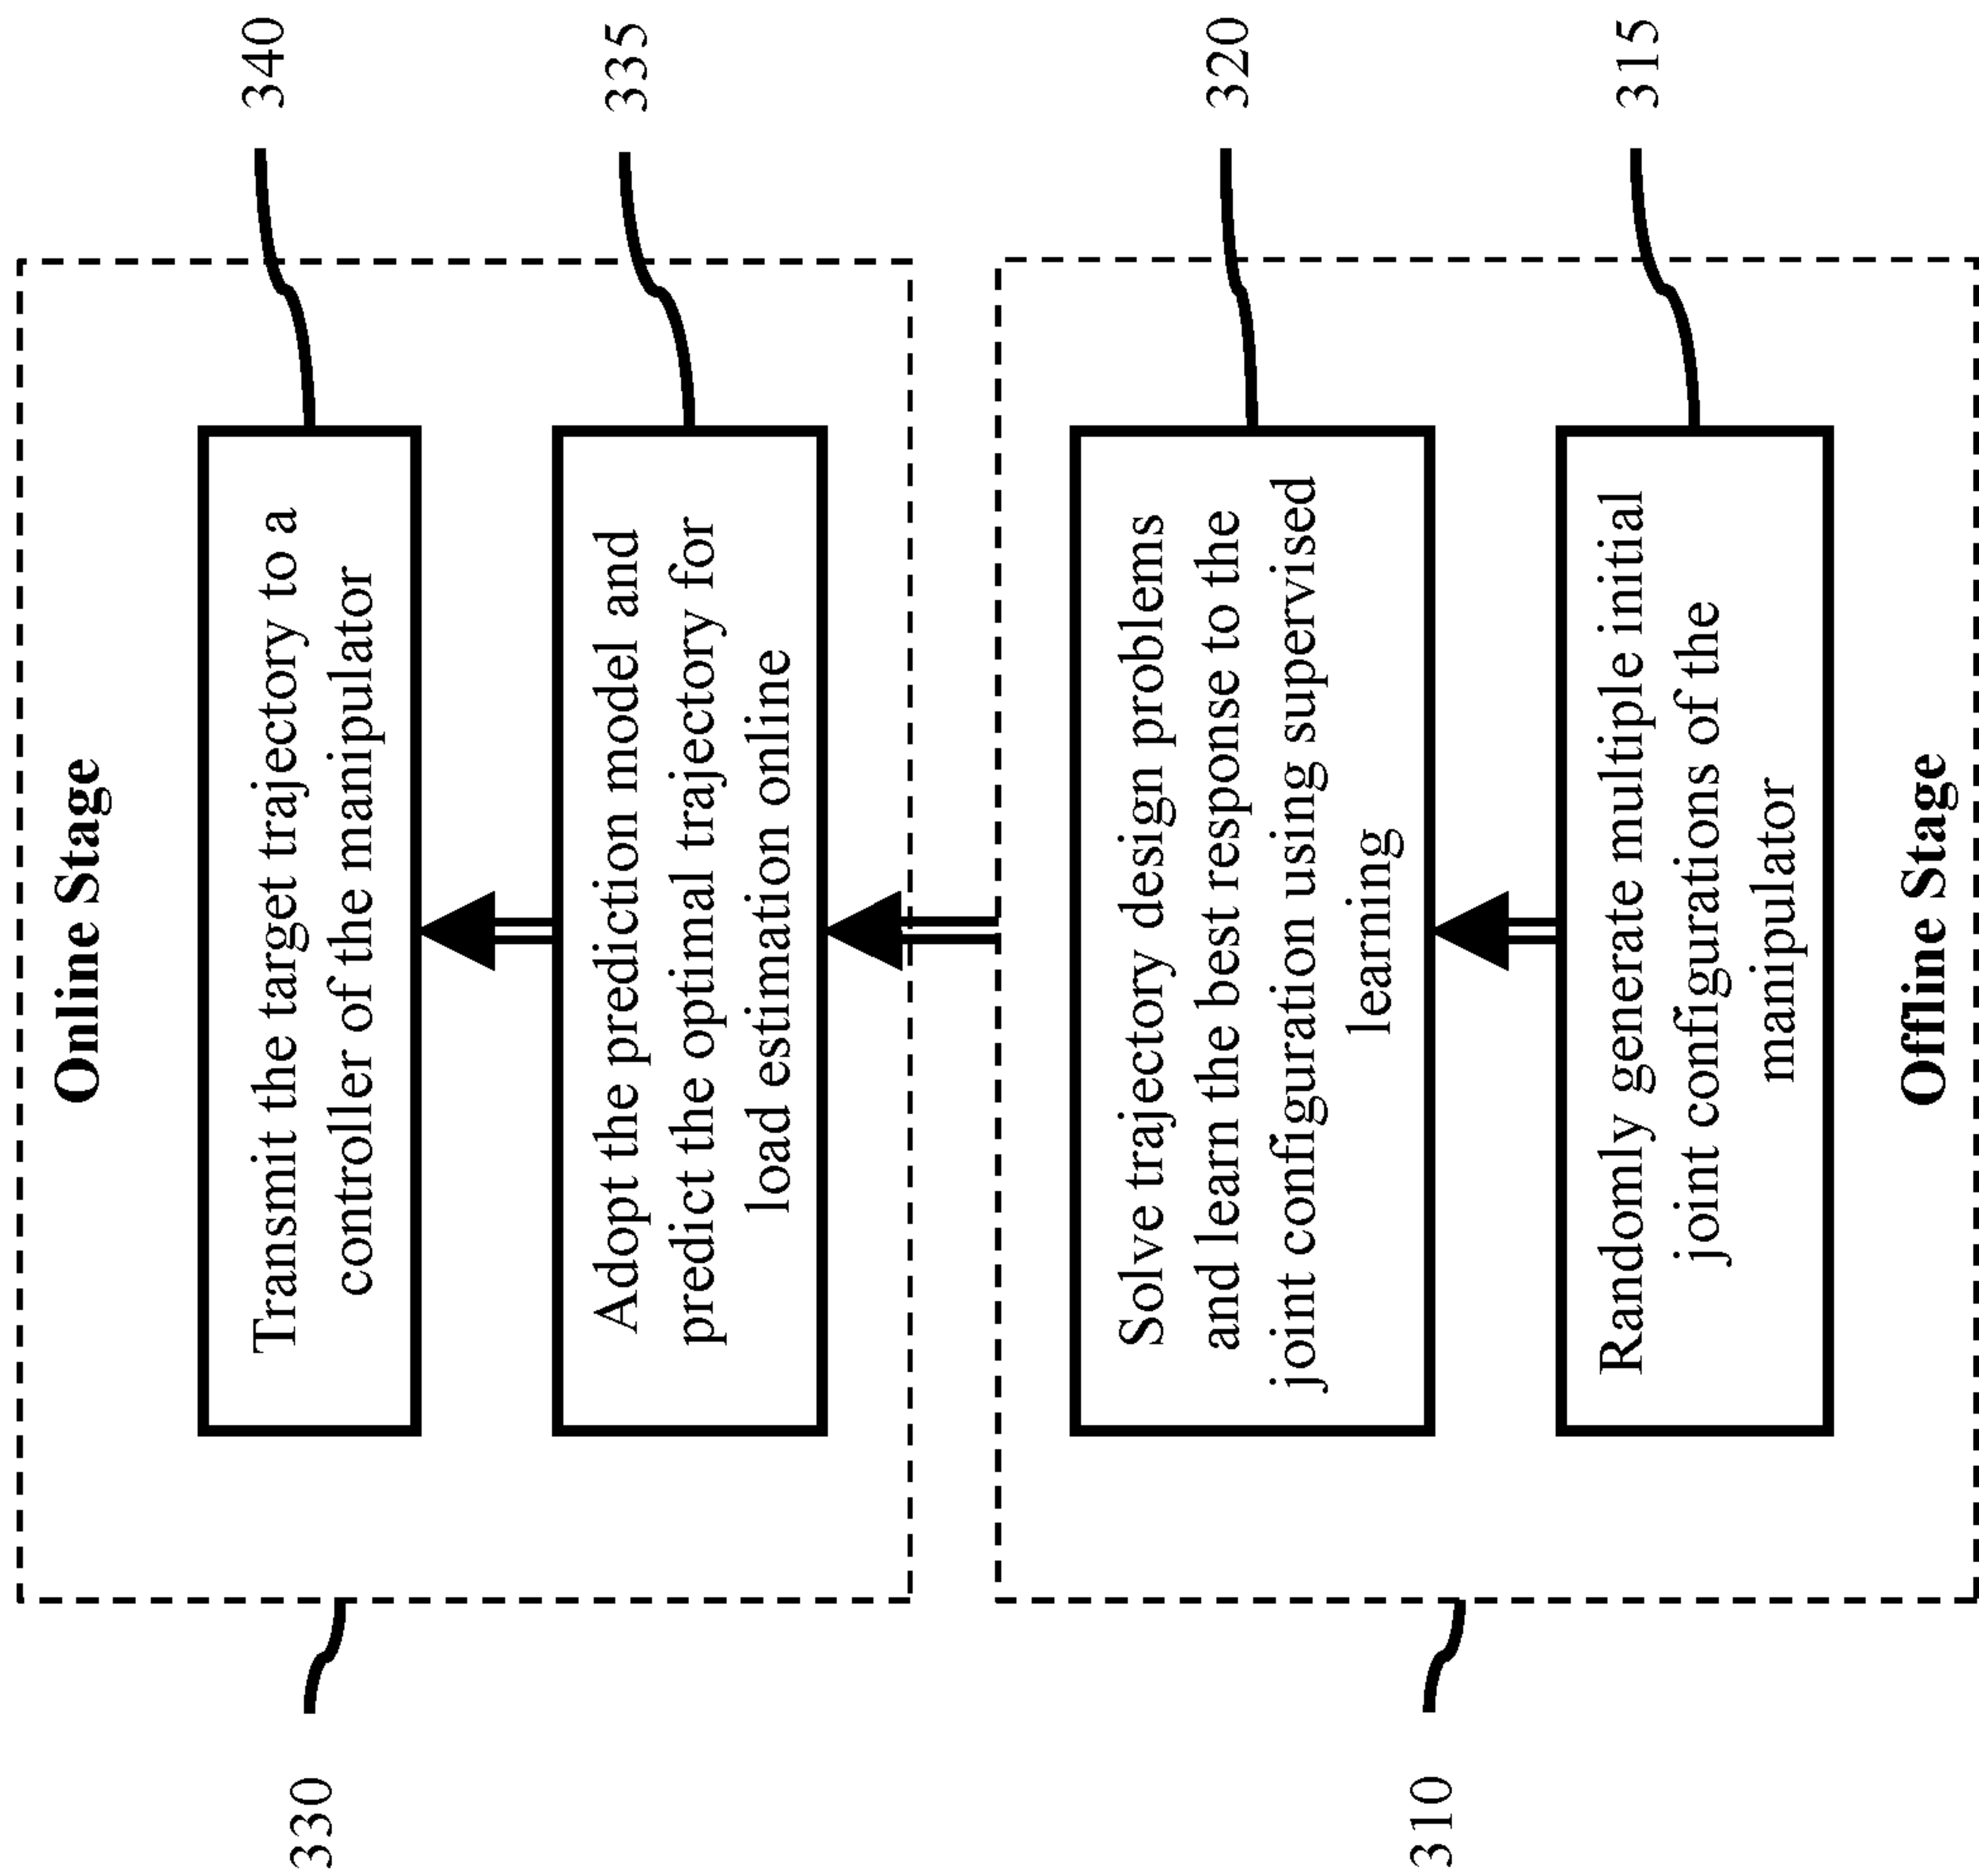 Online Stage
340
Transmit the target trajectory to a
controller of the manipulator
330
335
Adopt the prediction model and
predict the optimal trajectory for
load estimation online
320
Solve trajectory design problems
and learn the best response to the
joint configuration using supervised
learning
310
315
Randomly generate multiple initial
joint configurations of the
manipulator
Offline Stage